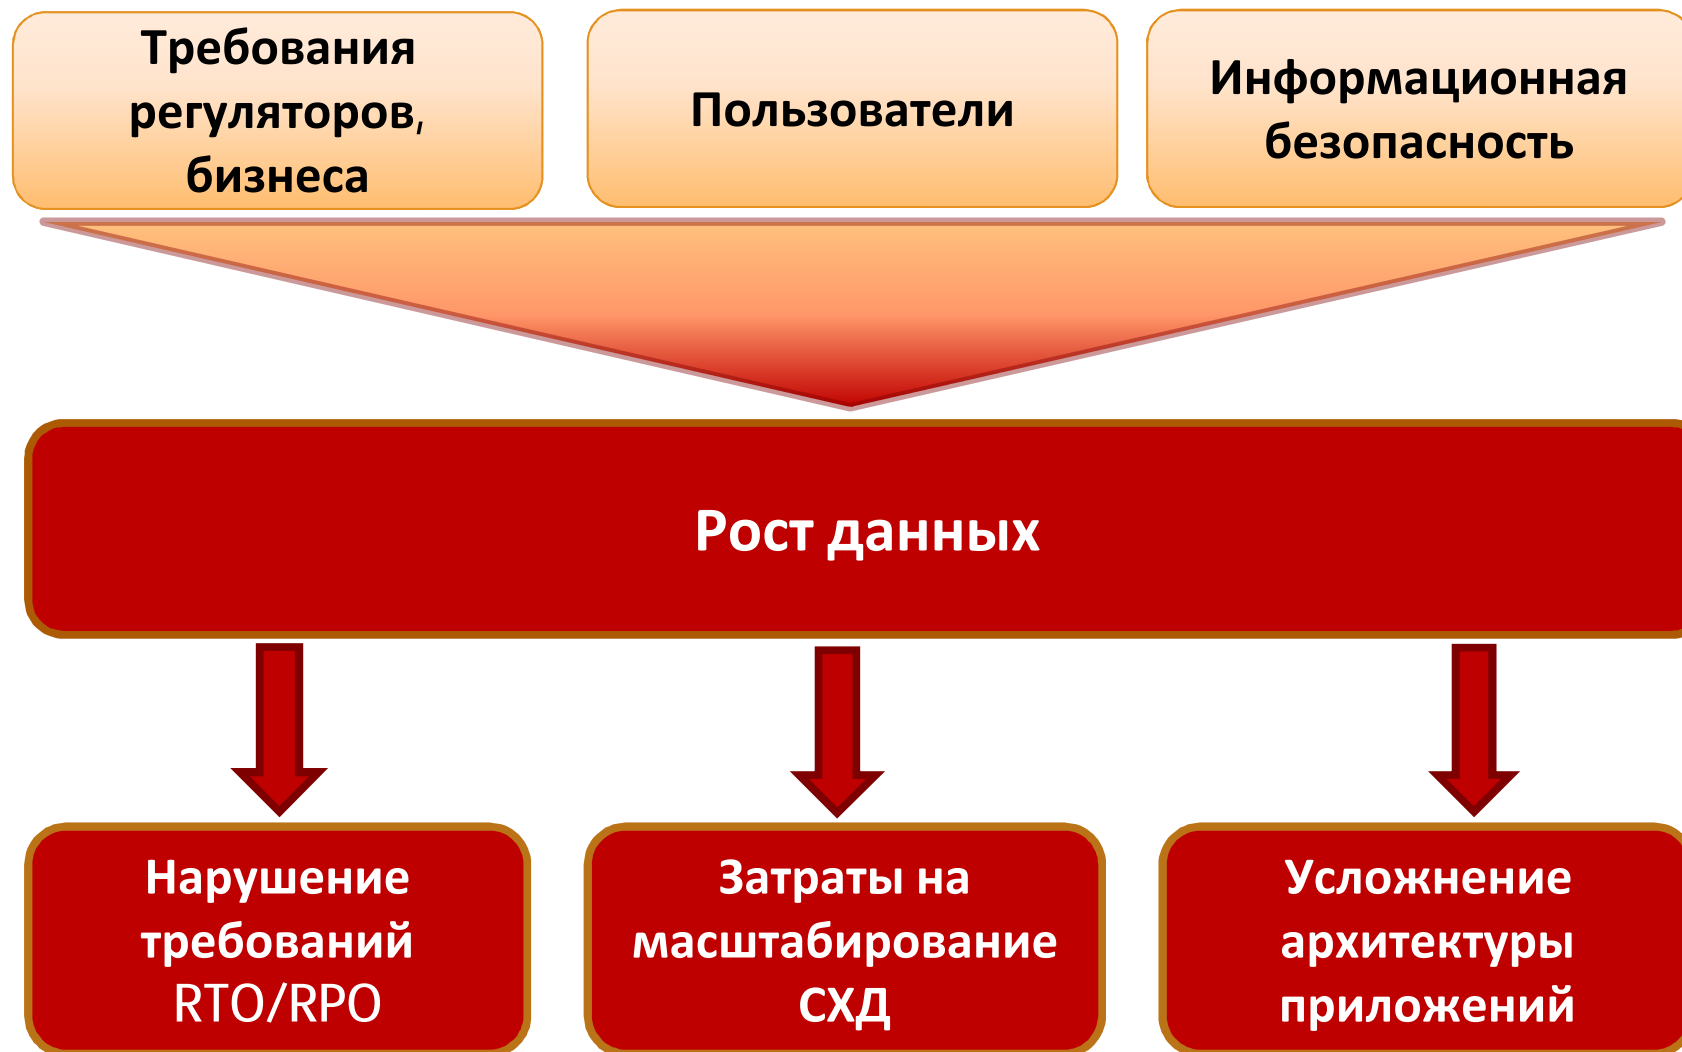 Требования
регуляторов,
бизнеса
Пользователи
Информационная
безопасность
Рост данных
Нарушение
требований
RTO/RPO
Затраты на
масштабирование
СХД
Усложнение
архитектуры
приложений